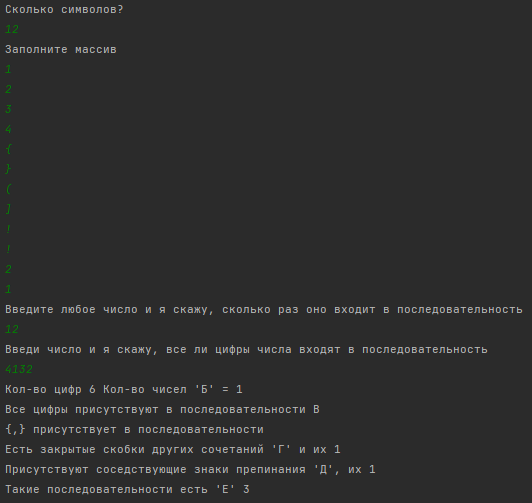 Сколько символов?
12
Заполните массив
1
2
3
4
{
}
(
]
!
!
2
1
Введите любое число и я скажу, сколько раз оно входит в последовательность
12
Введи число и я скажу, все ли цифры числа входят в последовательность
4132
Кол-во цифр 6 Кол-во чисел 'Б' = 1
Все цифры присутствуют в последовательности В
{,} присутствует в последовательности
Есть закрытые скобки других сочетаний 'Г' и их 1
Присутствуют соседствующие знаки препинания 'Д', их 1
Такие последовательности есть 'Е' 3